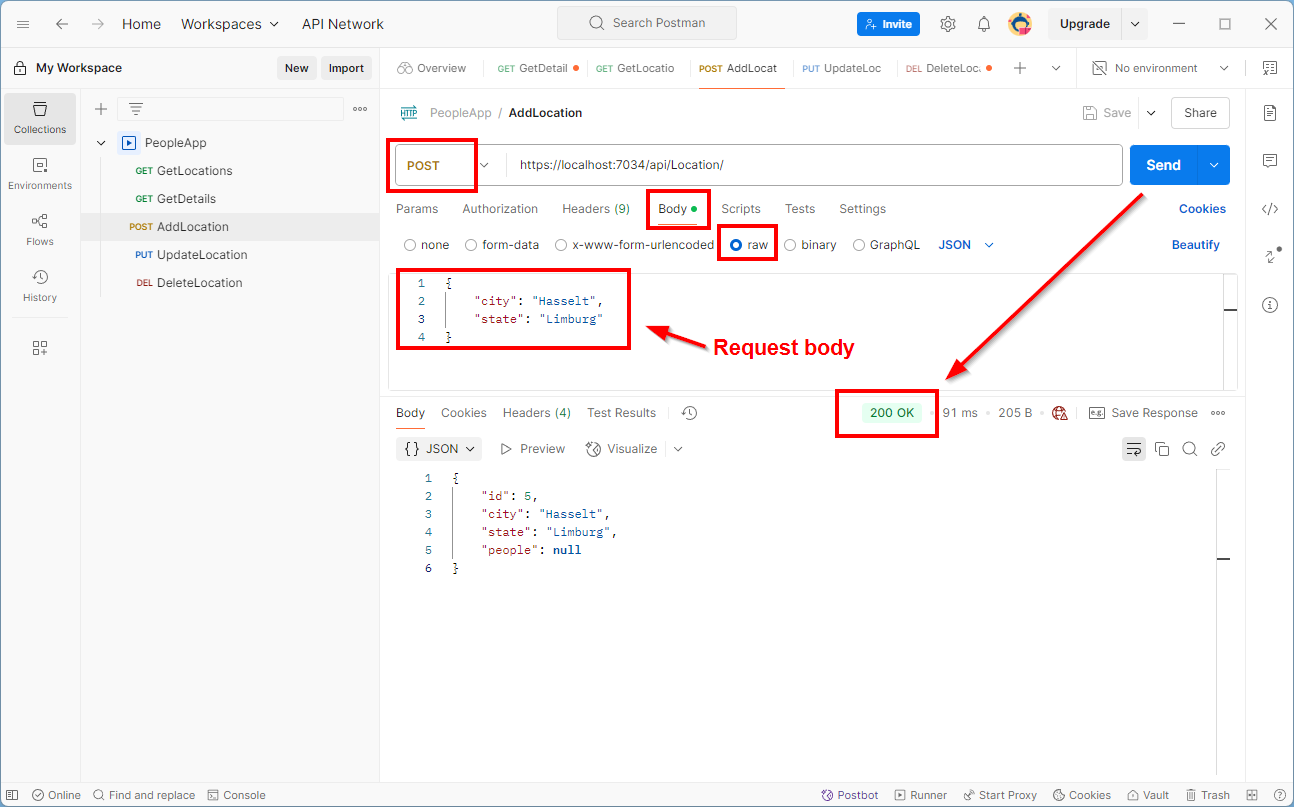 Home Workspaces API Network Search Postman Invite Upgrade
My Workspace New Import Overview GET GetDetail GET GetLocatio POST AddLocat PUT UpdateLoc DEL DeleteLoc No environment
Collections
Environments
Flows
History
PeopleApp
GET GetLocations
GET GetDetails
POST AddLocation
PUT UpdateLocation
DEL DeleteLocation
HTTP PeopleApp / AddLocation Save Share
POST https://localhost:7034/api/Location/ Send
Params Authorization Headers (9) Body Scripts Tests Settings Cookies
none form-data x-www-form-urlencoded raw binary GraphQL JSON Beautify
1 {
2 "city": "Hasselt",
3 "state": "Limburg"
4 }
Request body
Body Cookies Headers (4) Test Results 200 OK 91 ms 205 B e.g. Save Response
{} JSON Preview Visualize
1 {
2 "id": 5,
3 "city": "Hasselt",
4 "state": "Limburg",
5 "people": null
6 }
Online Find and replace Console Postbot Runner Start Proxy Cookies Vault Trash